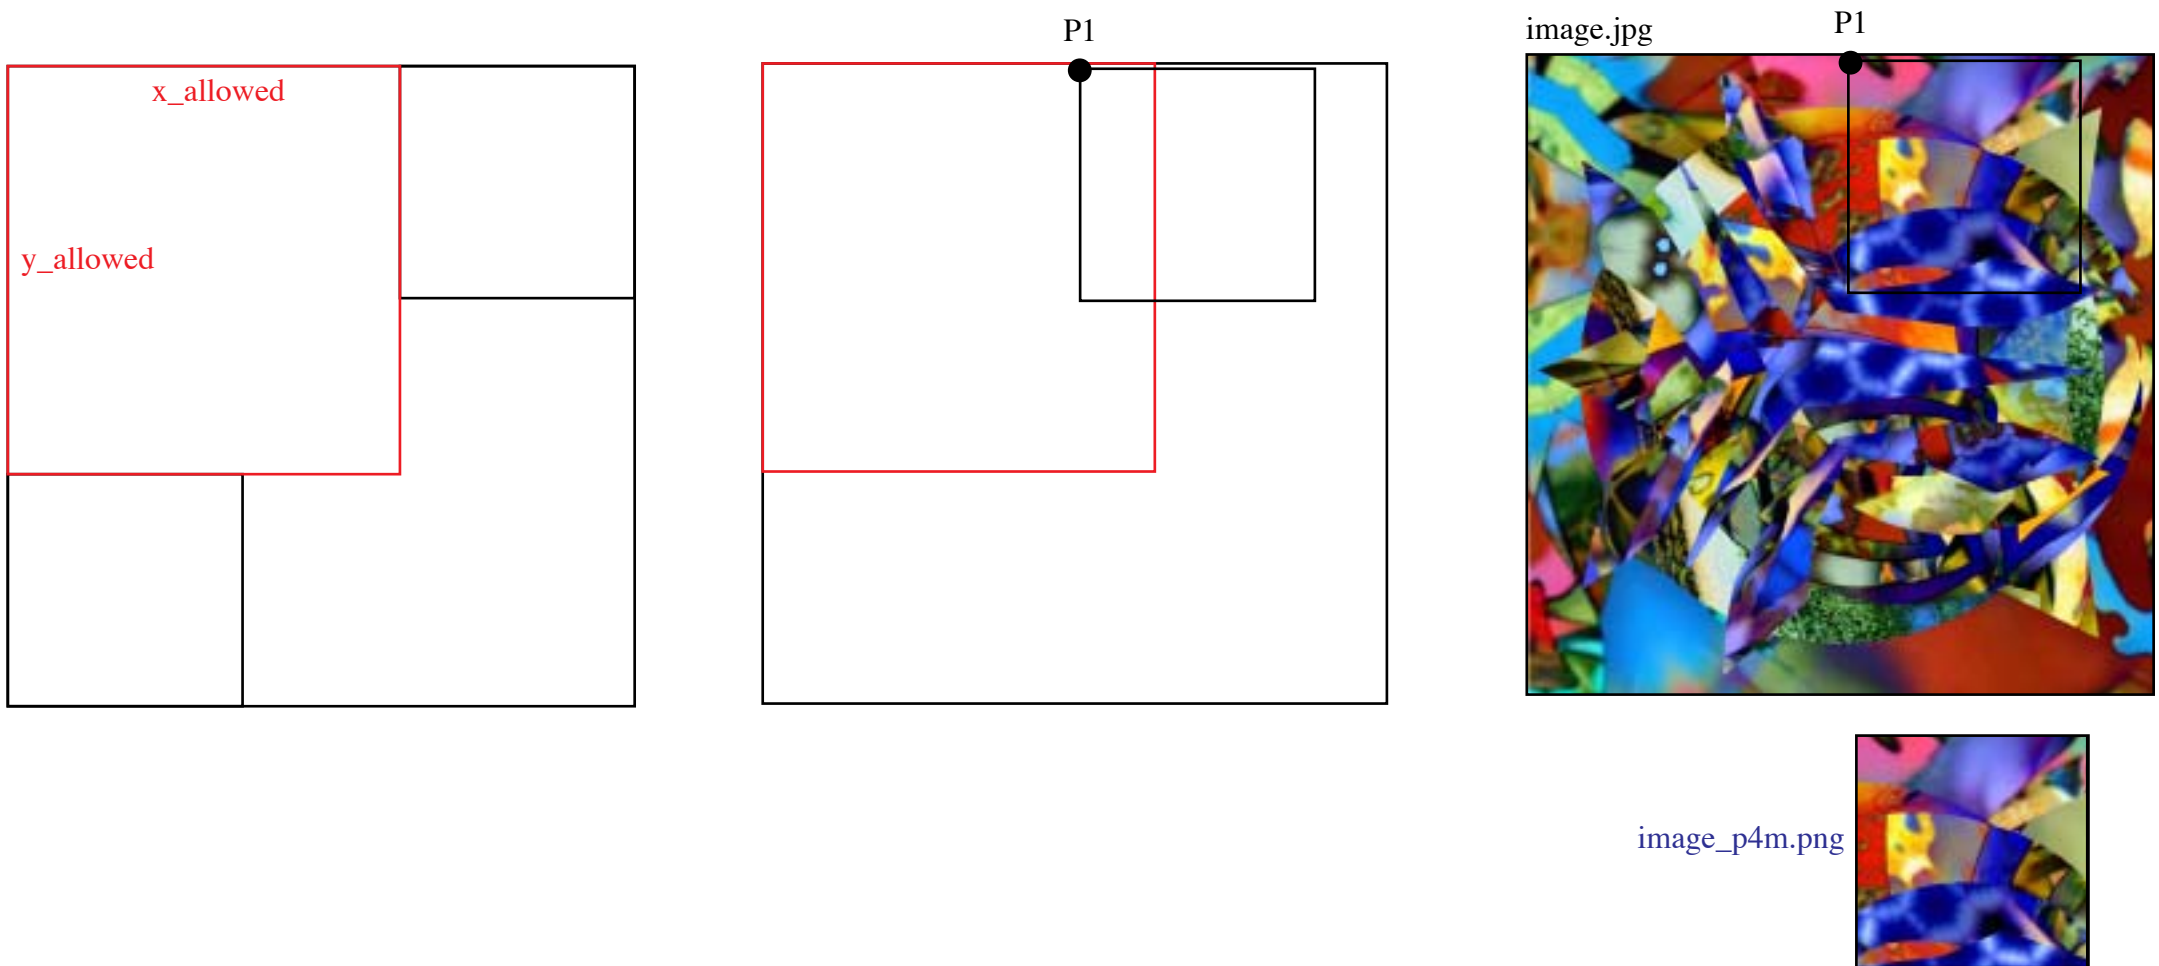 x_allowed
y_allowed
P1
image.jpg
P1
image_p4m.png